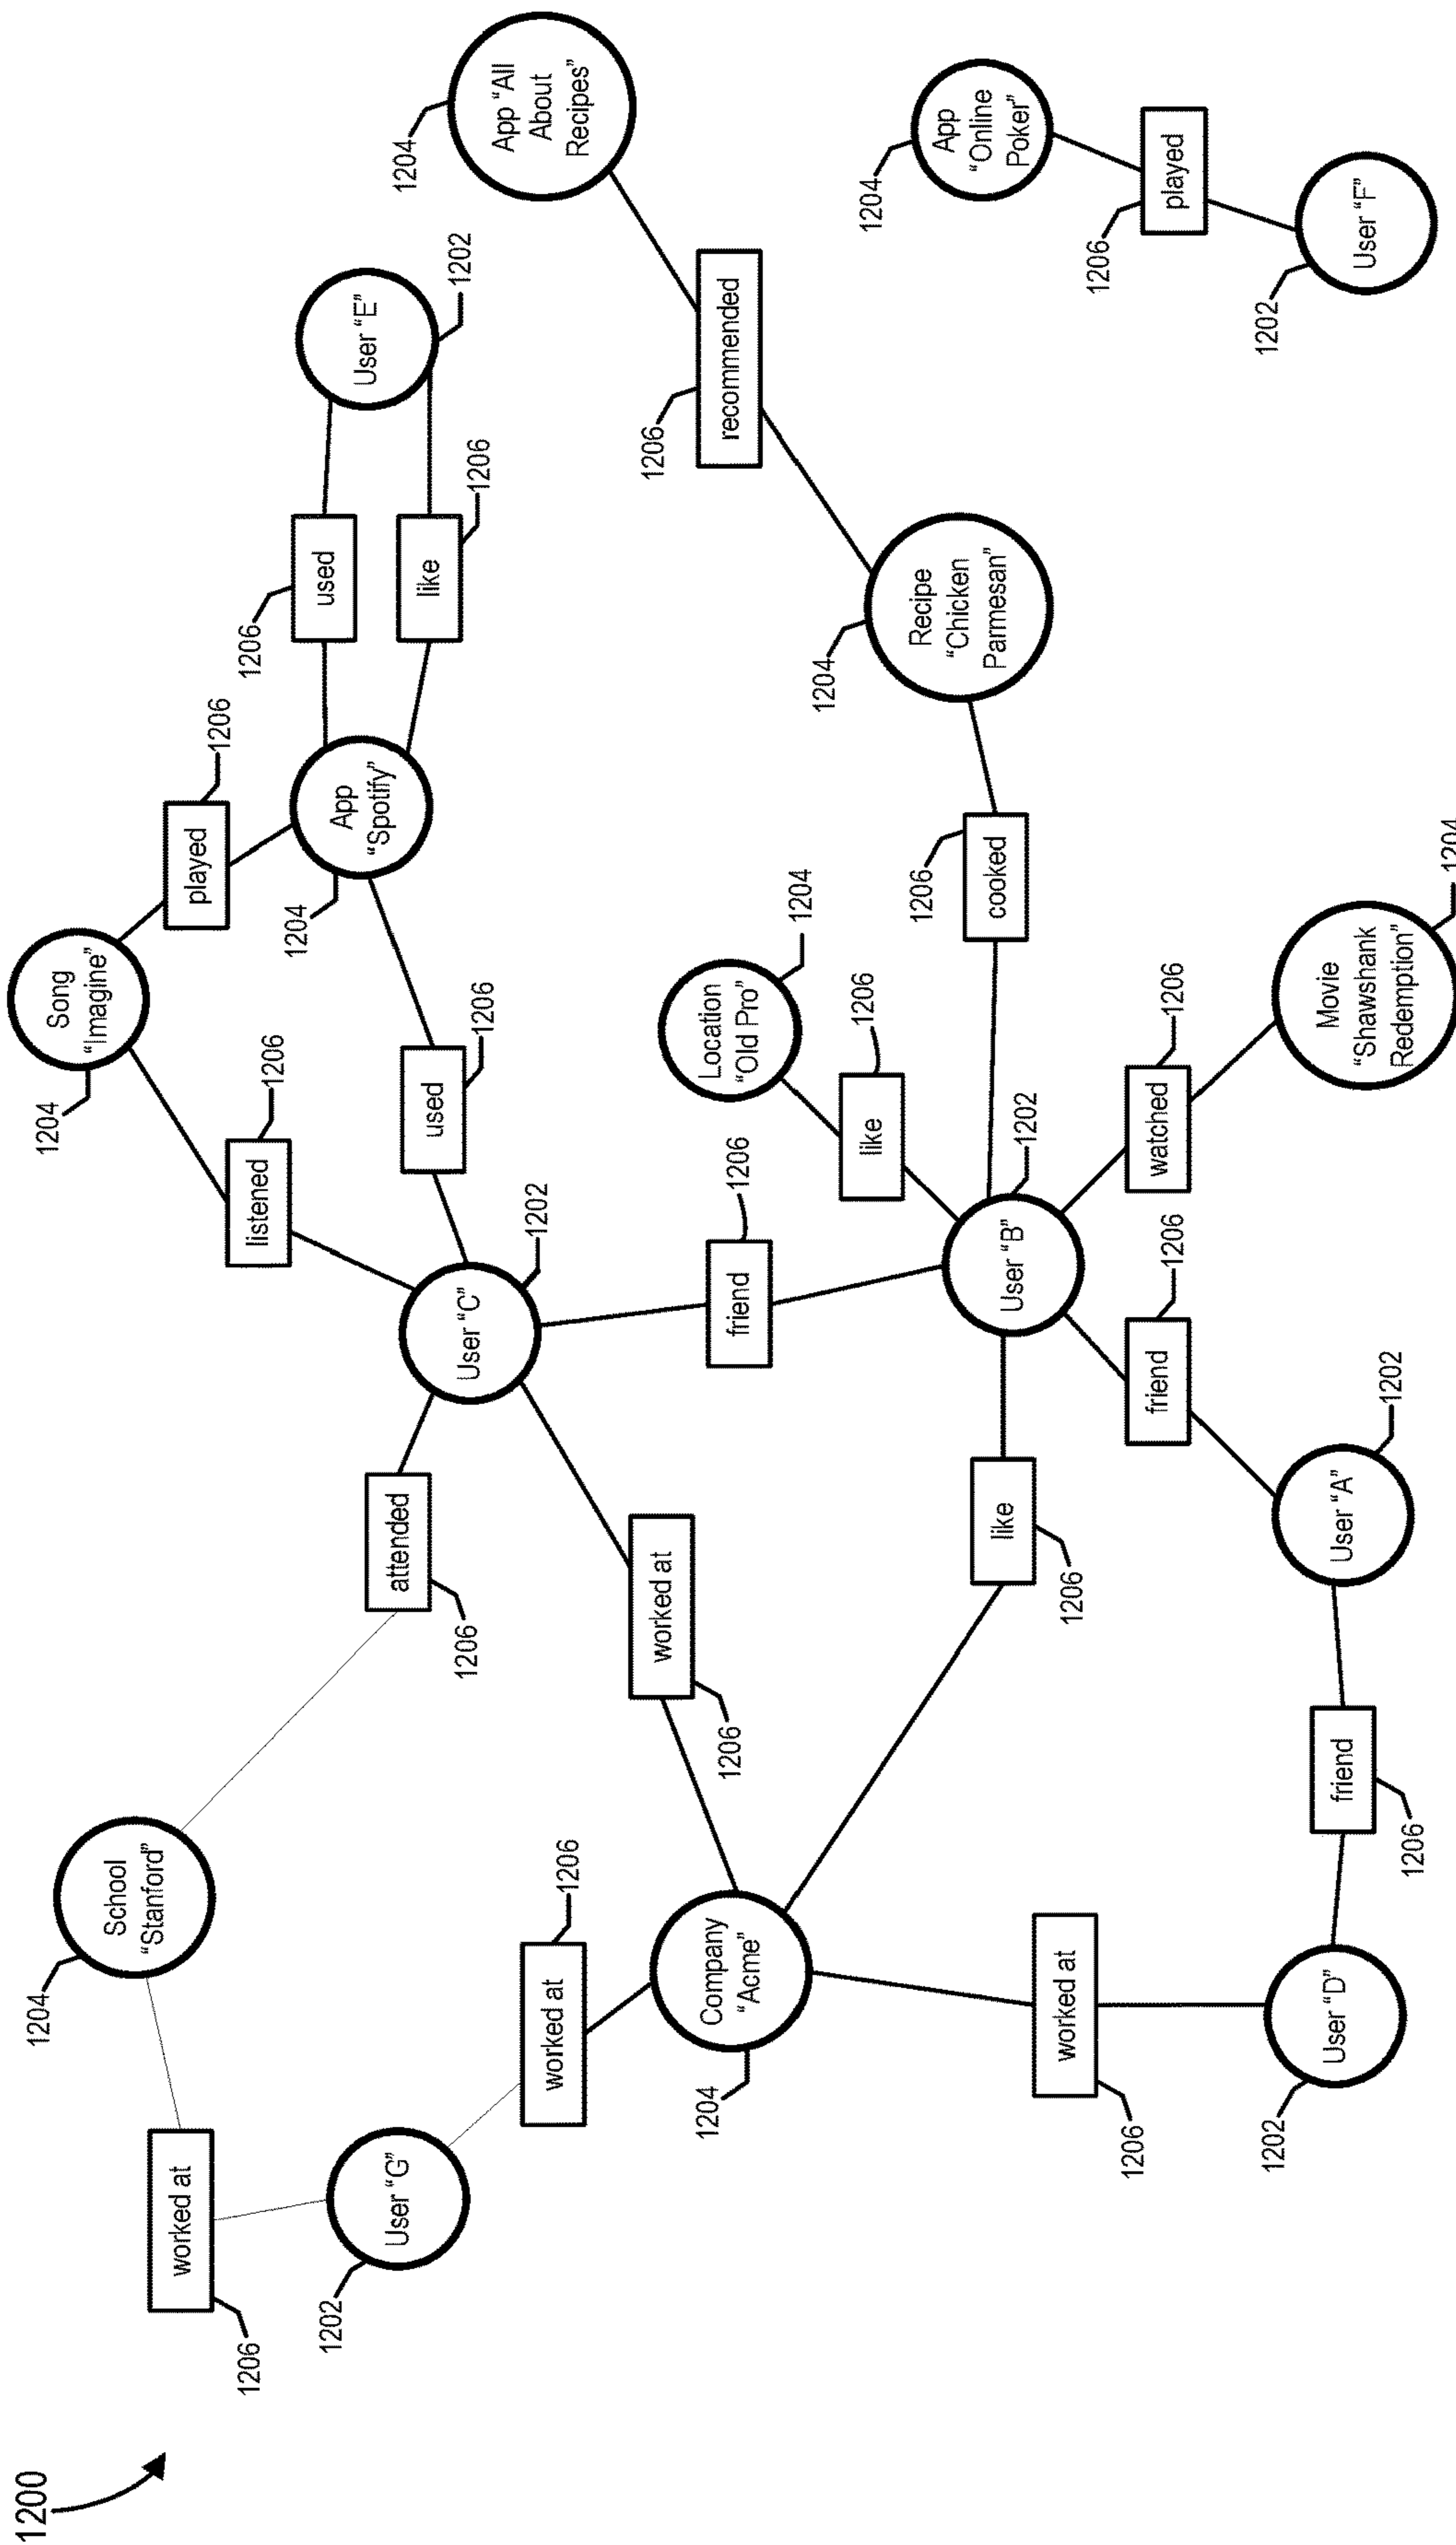 1200
1204
School
"Stanford"
1204
Song
"Imagine"
worked at
1206
played
1206
listened
1206
1206
used
1202
User "G"
attended
1206
1204
App
"Spotify"
User "E"
1202
like
1206
User "C"
1202
used
1206
1204
App "All
About
Recipes"
worked at
1206
worked at
1206
1204
Company
"Acme"
friend
1206
Location
"Old Pro"
1204
1206
recommended
like
1206
1204
Recipe
"Chicken
Parmesan"
1204
App
"Online
Poker"
like
1206
User "B"
1202
1206
cooked
1206
worked at
friend
1206
watched
1206
1206
played
1202
User "D"
friend
1206
User "A"
1202
Movie
"Shawshank
Redemption"
1204
1202
User "F"